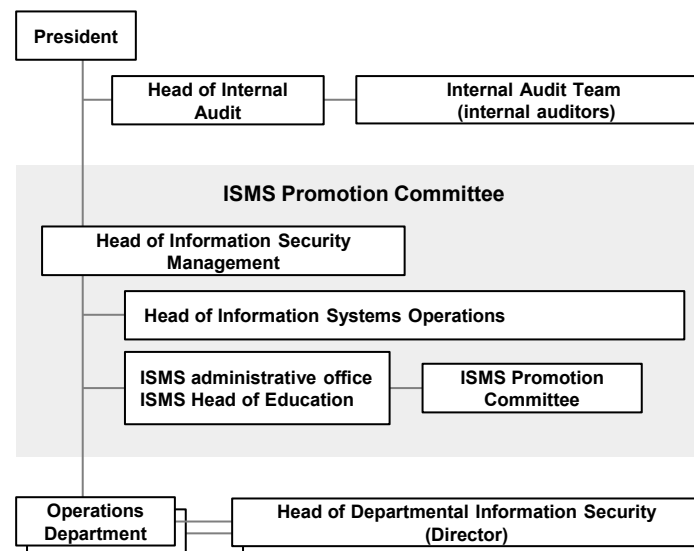 President
Head of Internal
Audit
Internal Audit Team
(internal auditors)
ISMS Promotion Committee
Head of Information Security
Management
Head of Information Systems Operations
ISMS administrative office
ISMS Head of Education
ISMS Promotion
Committee
Operations
Department
Head of Departmental Information Security
(Director)